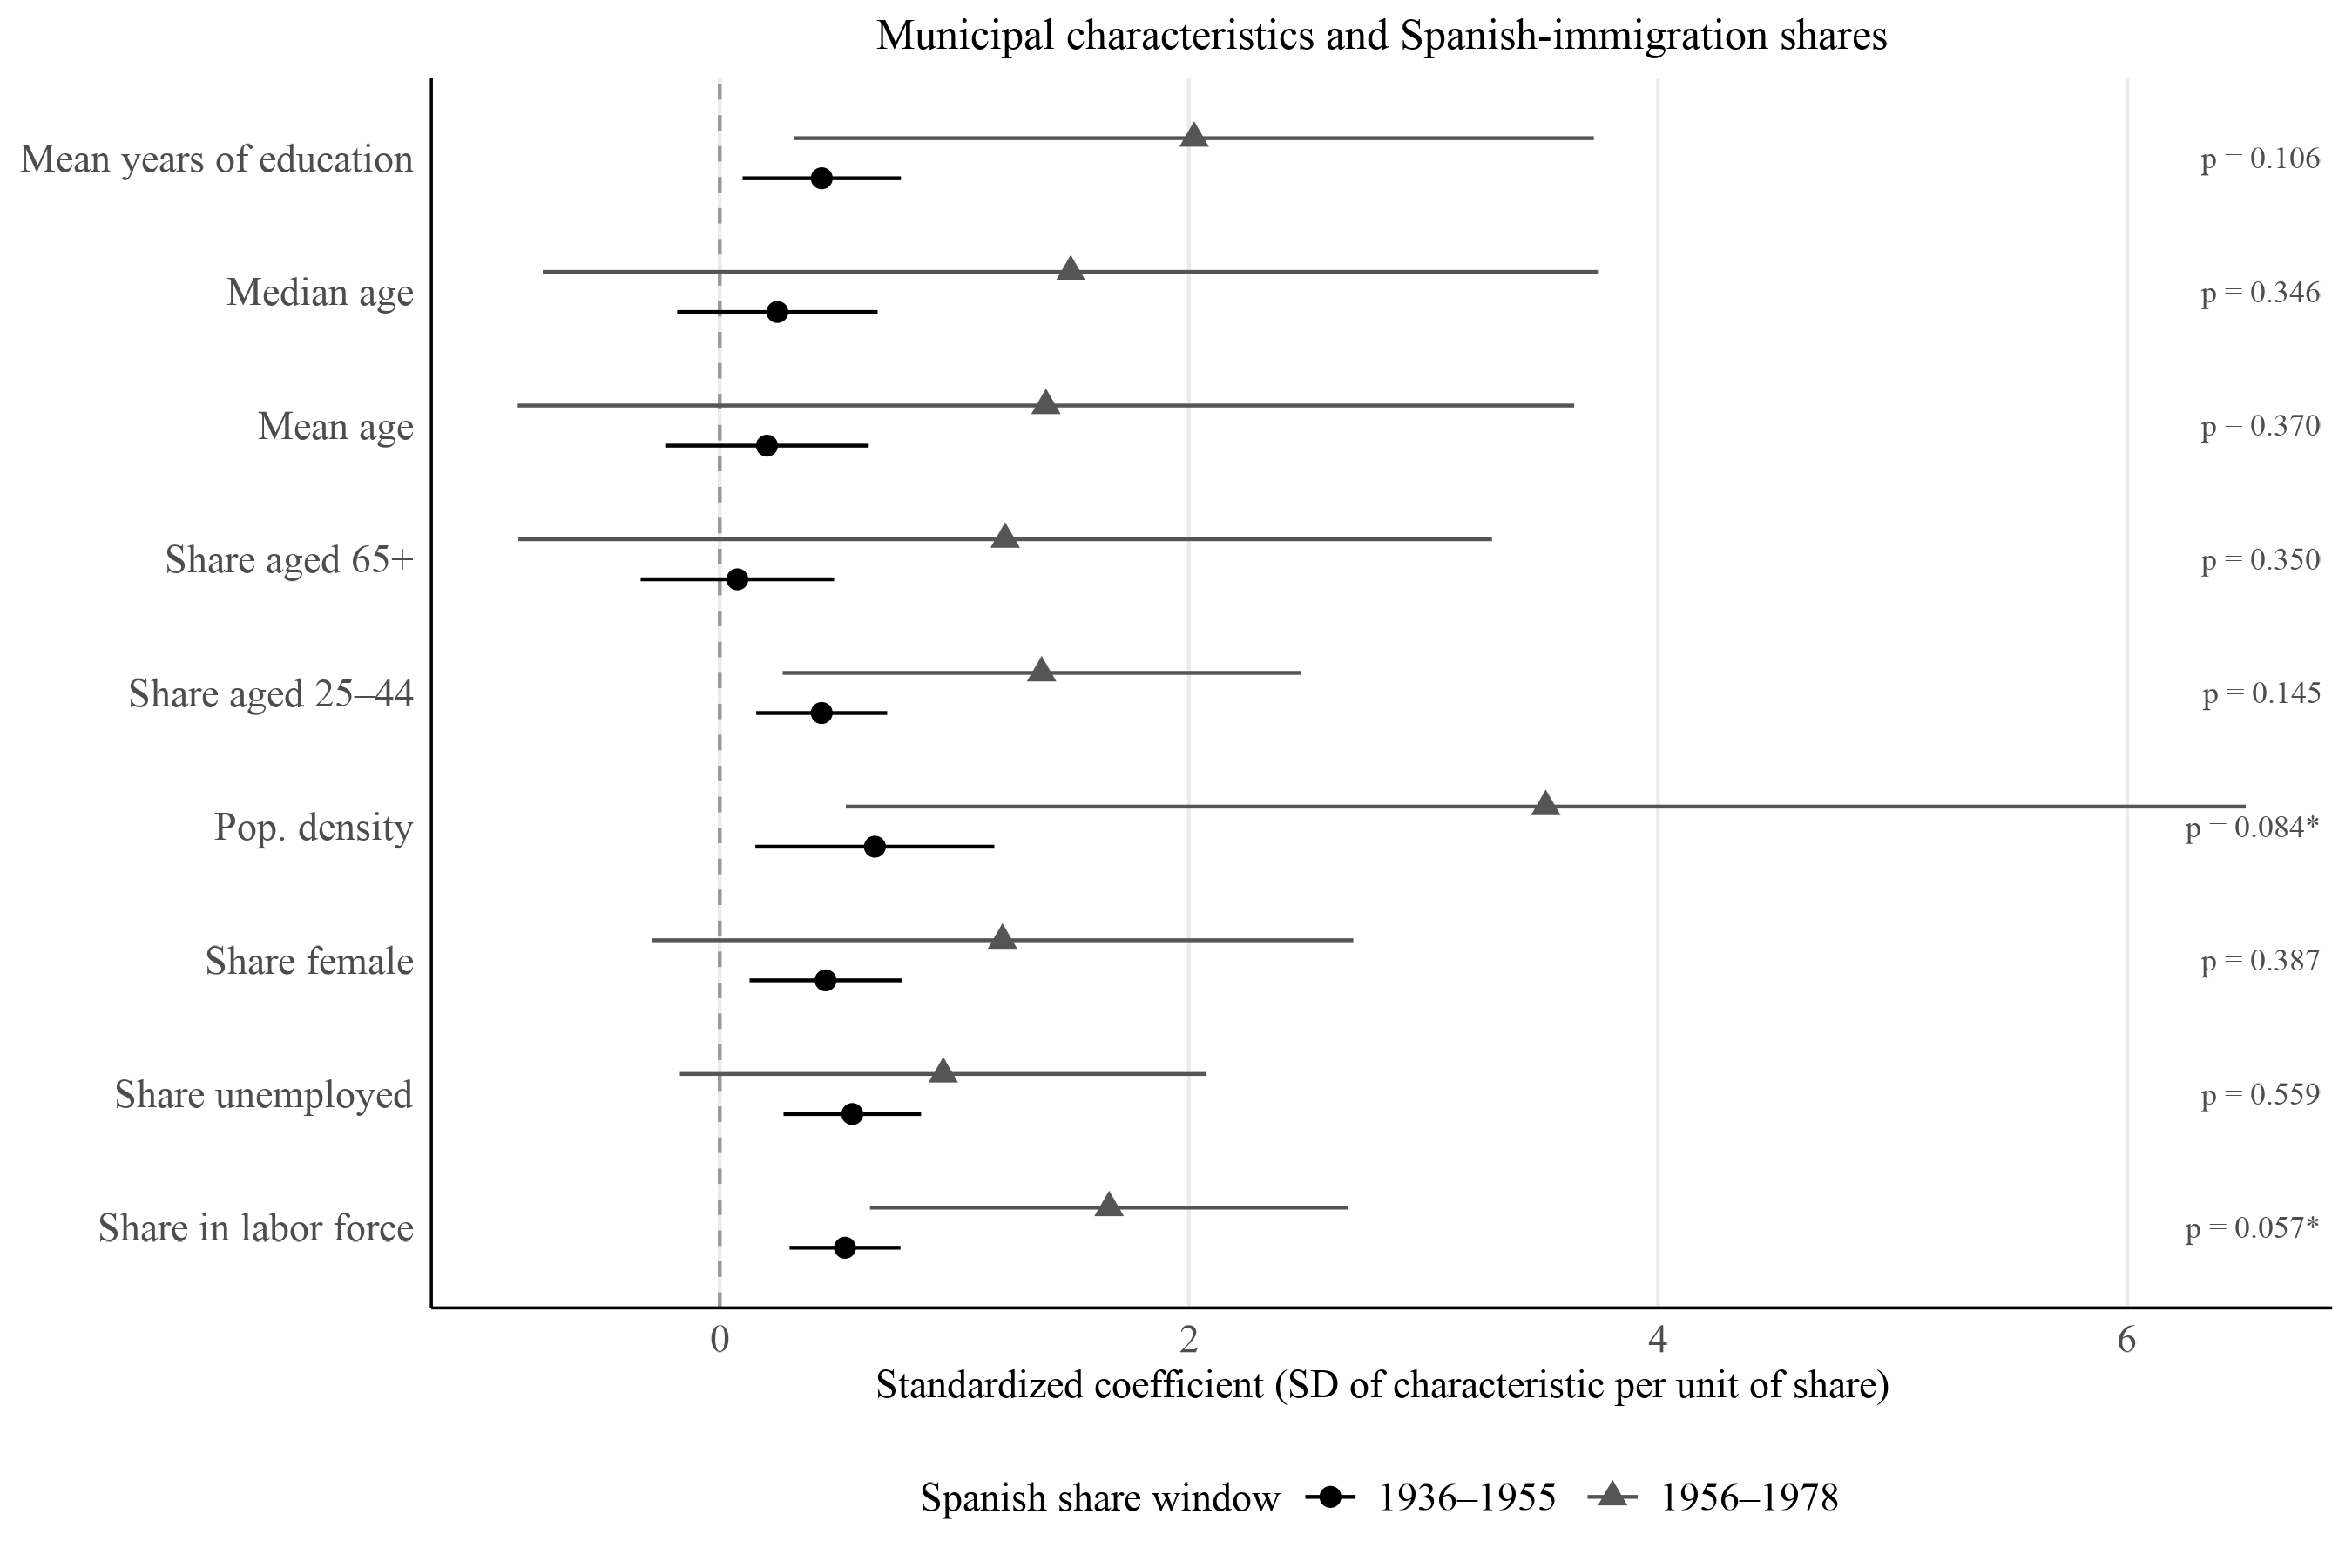 Municipal characteristics and Spanish-immigration shares
Mean years of education
p = 0.106
Median age
p = 0.346
Mean age
p = 0.370
Share aged 65+
p = 0.350
Share aged 25–44
p = 0.145
Pop. density
p = 0.084*
Share female
p = 0.387
Share unemployed
p = 0.559
Share in labor force
p = 0.057*
0 2 4 6
Standardized coefficient (SD of characteristic per unit of share)
Spanish share window 1936–1955 1956–1978